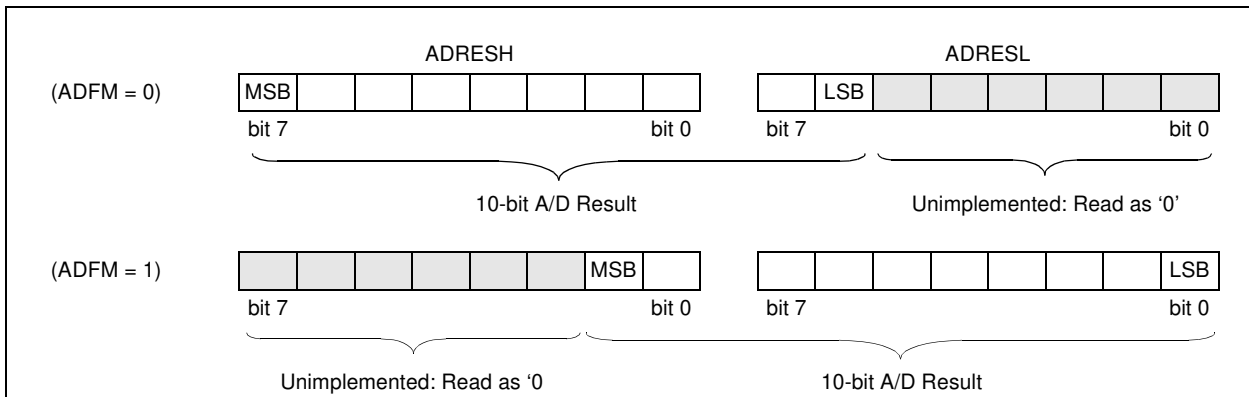 ADRESH ADRESL
(ADFM = 0) MSB LSB
bit 7 bit 0 bit 7 bit 0
10-bit A/D Result Unimplemented: Read as ‘0’
(ADFM = 1) MSB LSB
bit 7 bit 0 bit 7 bit 0
Unimplemented: Read as ‘0 10-bit A/D Result